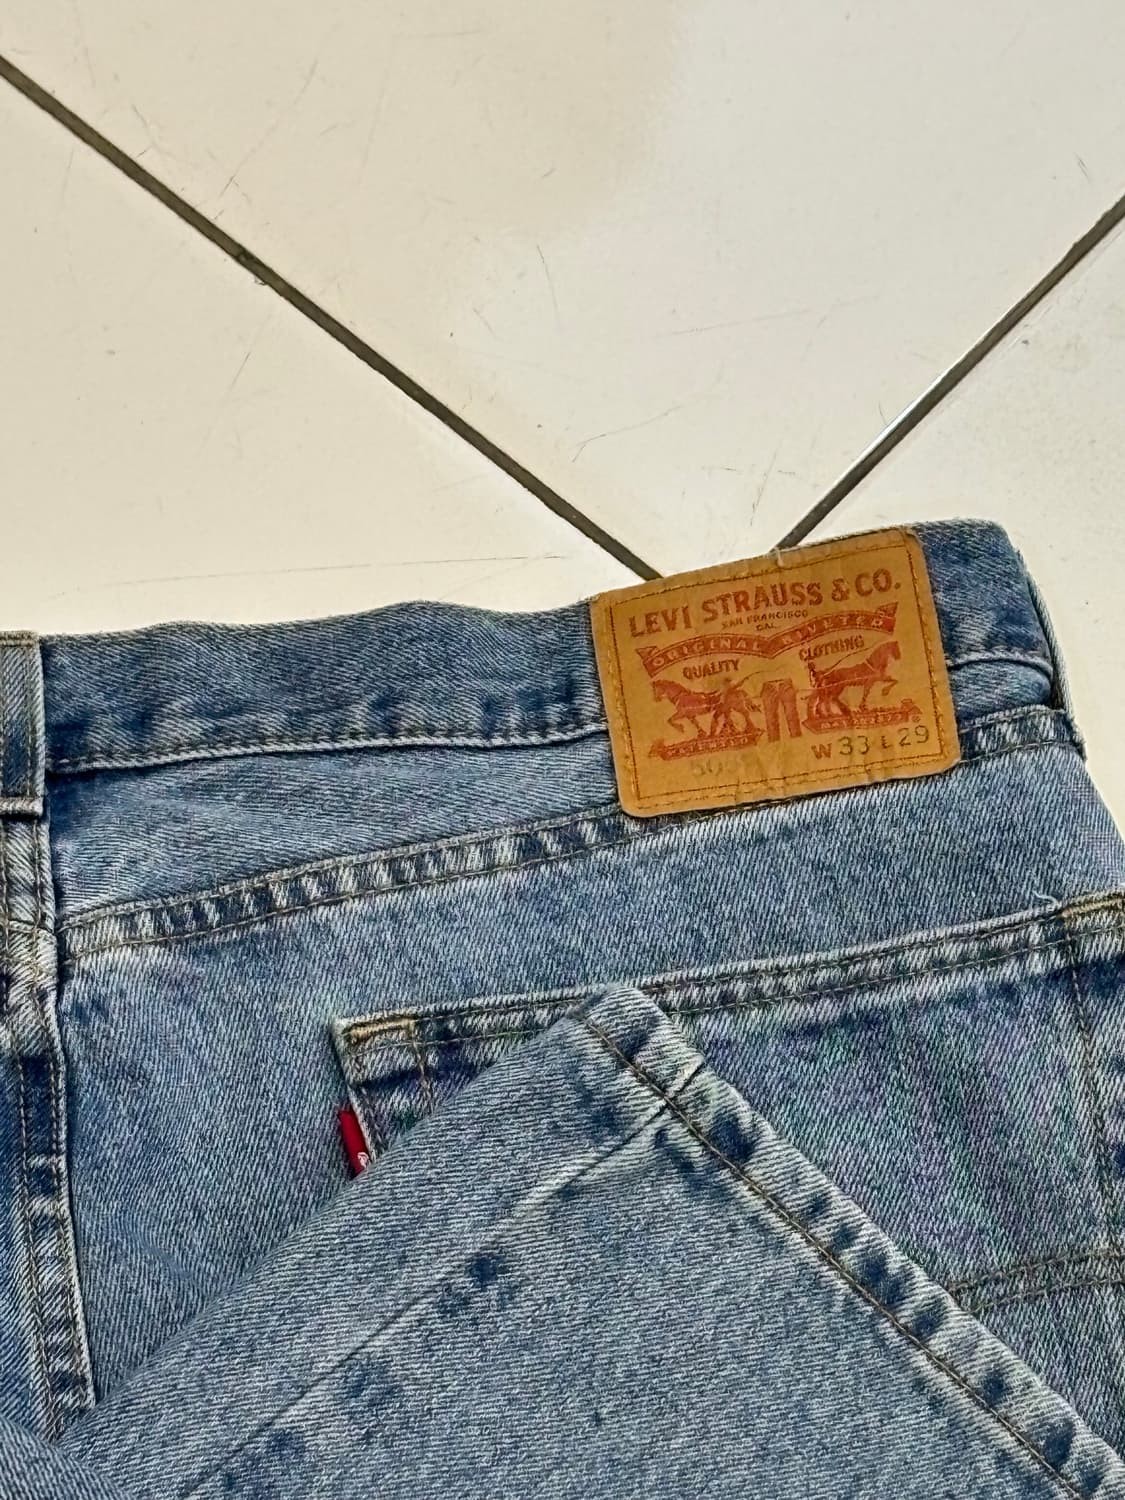 LEVI STRAUSS & CO.
SAN FRANCISCO
CAL.
ORIGINAL RIVETED
QUALITY CLOTHING
W 33 L 29